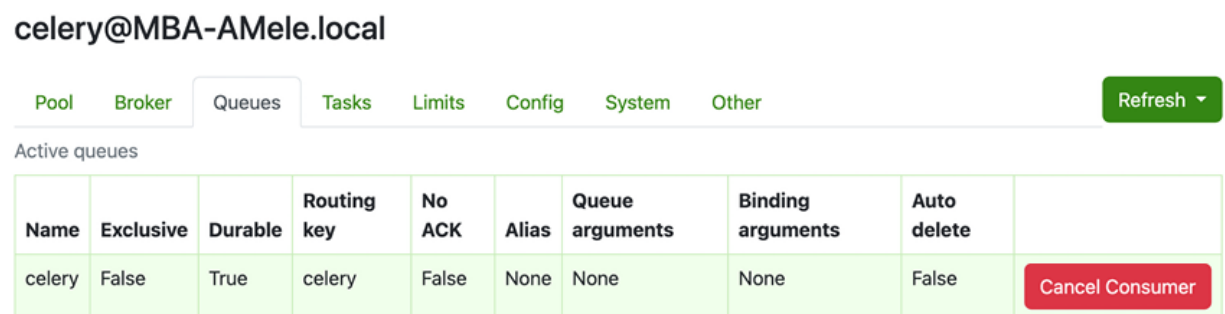 celery@MBA-AMele.local
Pool Broker Queues Tasks Limits Config System Other Refresh
Active queues
Name Exclusive Durable Routing key No ACK Alias Queue arguments Binding arguments Auto delete
celery False True celery False None None None False Cancel Consumer